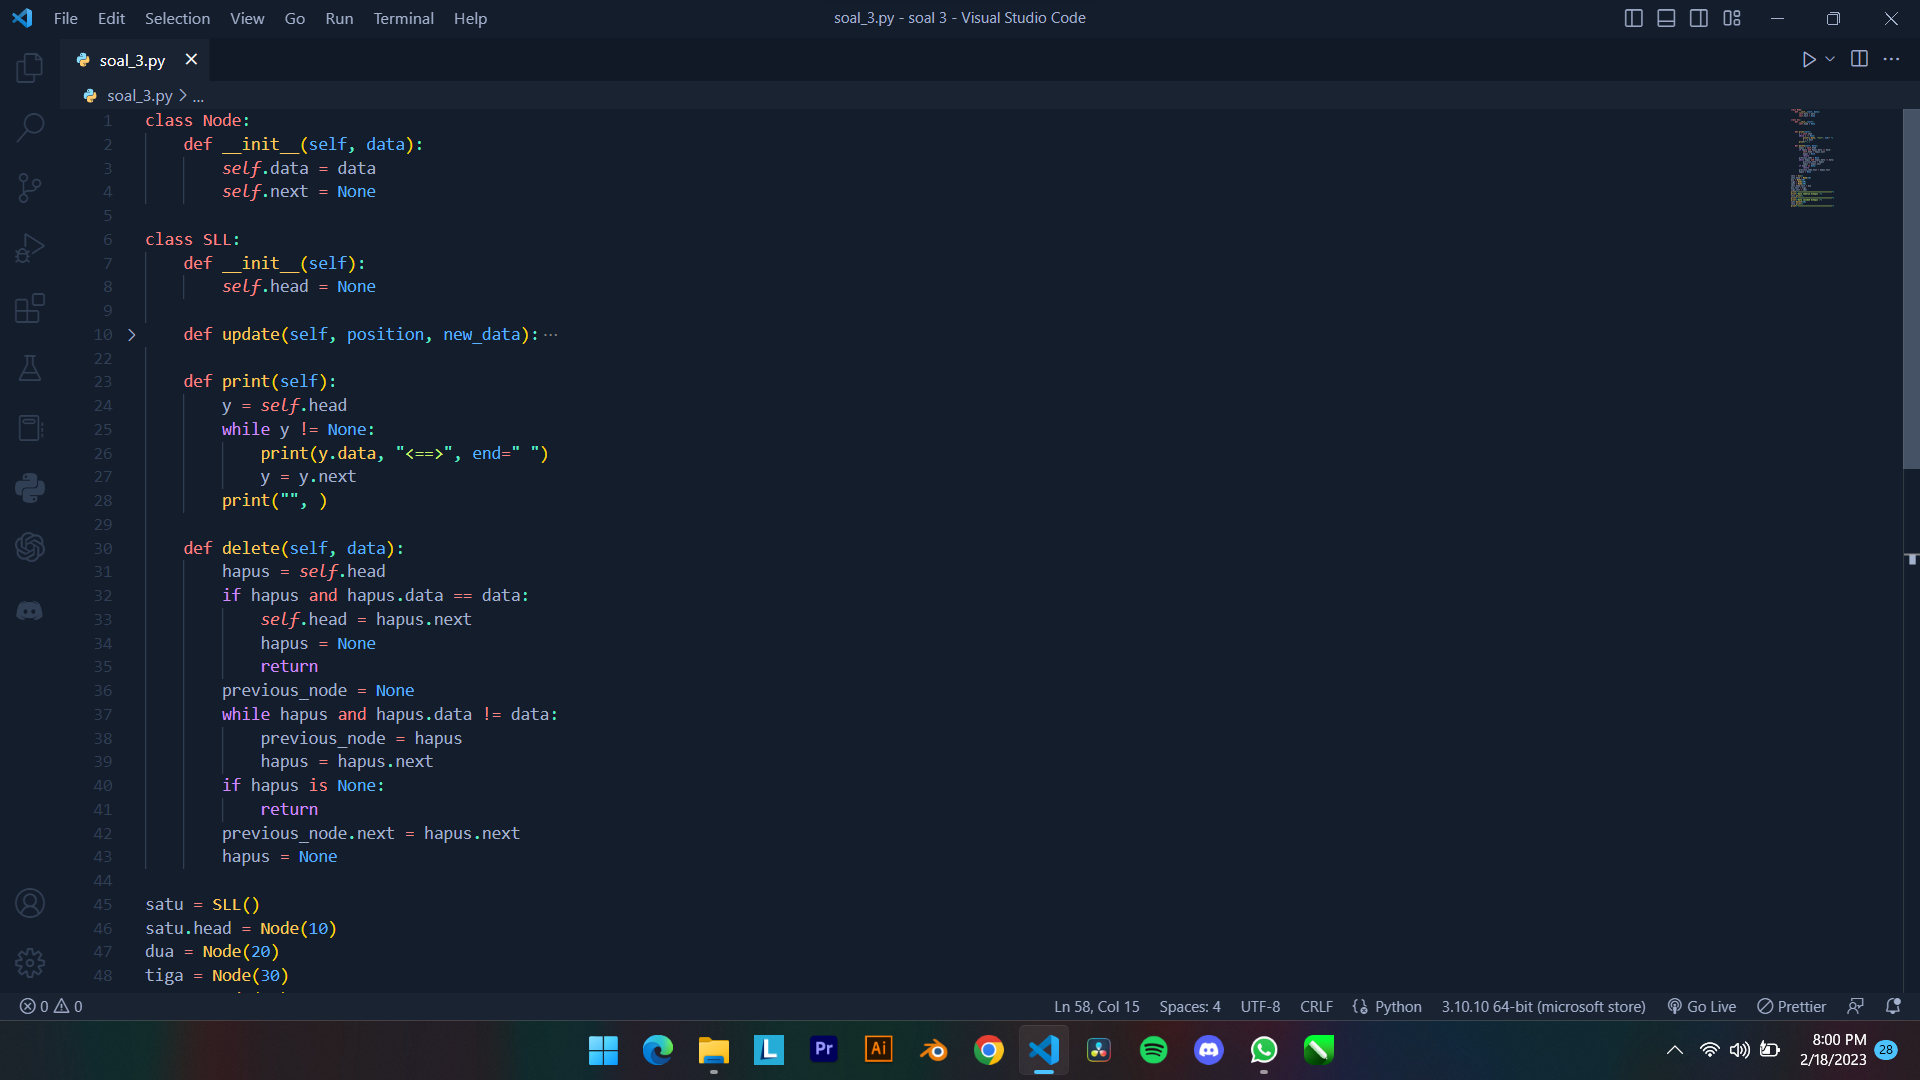 File Edit Selection View Go Run Terminal Help soal_3.py - soal 3 - Visual Studio Code
soal_3.py
soal_3.py > ...
1 class Node:
2     def __init__(self, data):
3         self.data = data
4         self.next = None
5
6 class SLL:
7     def __init__(self):
8         self.head = None
9
10     def update(self, position, new_data):···
22
23     def print(self):
24         y = self.head
25         while y != None:
26             print(y.data, "<==>", end=" ")
27             y = y.next
28         print("", )
29
30     def delete(self, data):
31         hapus = self.head
32         if hapus and hapus.data == data:
33             self.head = hapus.next
34             hapus = None
35             return
36         previous_node = None
37         while hapus and hapus.data != data:
38             previous_node = hapus
39             hapus = hapus.next
40         if hapus is None:
41             return
42         previous_node.next = hapus.next
43         hapus = None
44
45 satu = SLL()
46 satu.head = Node(10)
47 dua = Node(20)
48 tiga = Node(30)
0 0 Ln 58, Col 15 Spaces: 4 UTF-8 CRLF Python 3.10.10 64-bit (microsoft store) Go Live Prettier
L Pr Ai
8:00 PM
2/18/2023 28